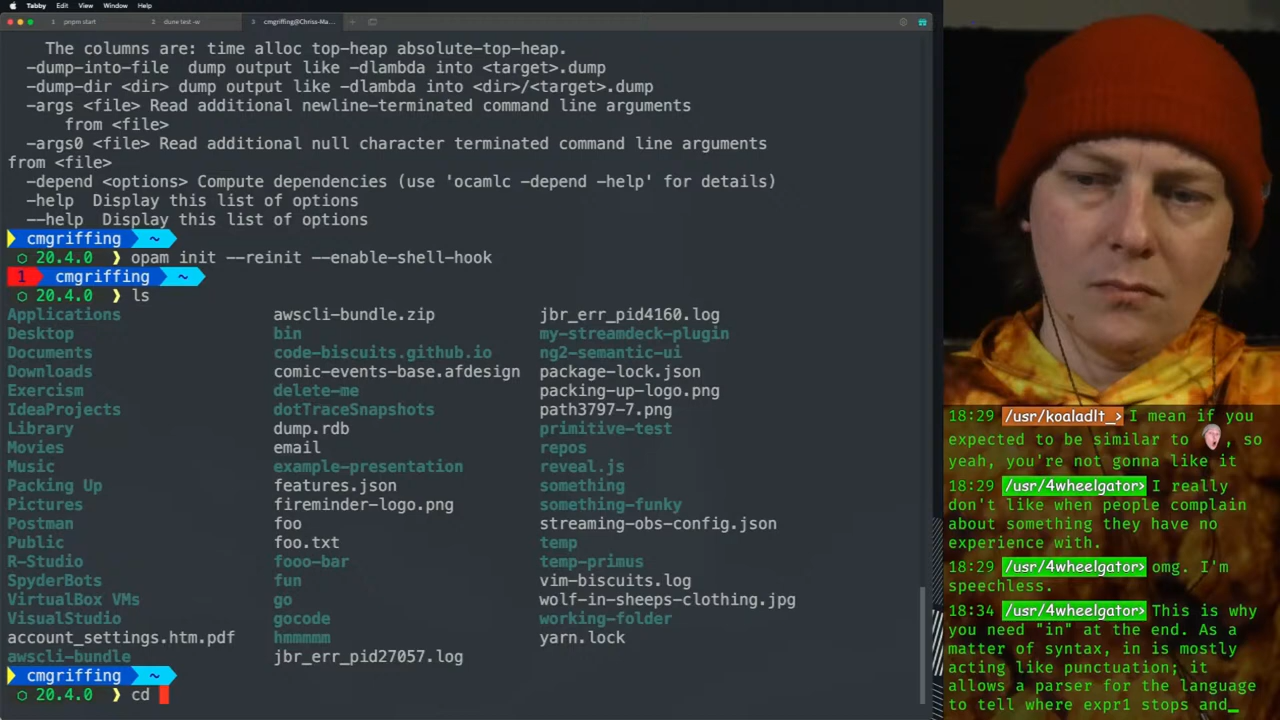 Tabby Edit View Window Help
pnpm start
dune test -w
cmgriffing@Chriss-Ma...
The columns are: time alloc top-heap absolute-top-heap.
-dump-into-file dump output like -dlambda into <target>.dump
-dump-dir <dir> dump output like -dlambda into <dir>/<target>.dump
-args <file> Read additional newline-terminated command line arguments
from <file>
-args0 <file> Read additional null character terminated command line arguments
from <file>
-depend <options> Compute dependencies (use 'ocamlc -depend -help' for details)
-help Display this list of options
--help Display this list of options
cmgriffing ~
20.4.0 ❯ opam init --reinit --enable-shell-hook
1 cmgriffing ~
20.4.0 ❯ ls
Applications awscli-bundle.zip jbr_err_pid4160.log
Desktop bin my-streamdeck-plugin
Documents code-biscuits.github.io ng2-semantic-ui
Downloads comic-events-base.afdesign package-lock.json
Exercism delete-me packing-up-logo.png
IdeaProjects dotTraceSnapshots path3797-7.png
Library dump.rdb primitive-test
Movies email repos
Music example-presentation reveal.js
Packing Up features.json something
Pictures fireminder-logo.png something-funky
Postman foo streaming-obs-config.json
Public foo.txt temp
R-Studio fooo-bar temp-primus
SpyderBots fun vim-biscuits.log
VirtualBox VMs go wolf-in-sheeps-clothing.jpg
VisualStudio gocode working-folder
account_settings.htm.pdf hmmmmm yarn.lock
awscli-bundle jbr_err_pid27057.log
cmgriffing ~
20.4.0 ❯ cd
18:29 /usr/koaladlt_> I mean if you
expected to be similar to , so
yeah, you're not gonna like it
18:29 /usr/4wheelgator> I really
don't like when people complain
about something they have no
experience with.
18:29 /usr/4wheelgator> omg. I'm
speechless.
18:34 /usr/4wheelgator> This is why
you need "in" at the end. As a
matter of syntax, in is mostly
acting like punctuation; it
allows a parser for the language
to tell where expr1 stops and_